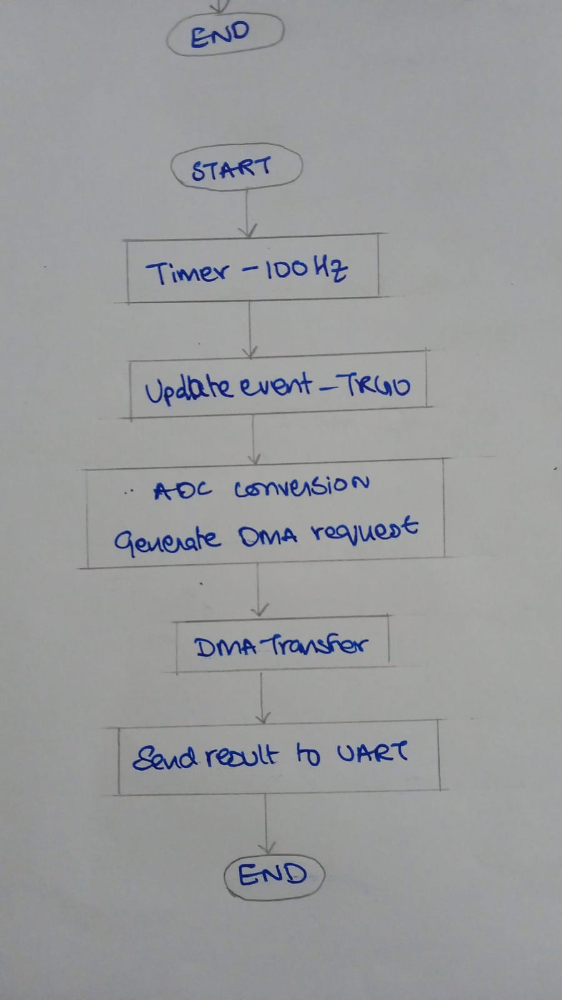 END
START
Timer - 100 Hz
Update event - TRGO
ADC conversion
Generate DMA request
DMA Transfer
Send result to UART
END